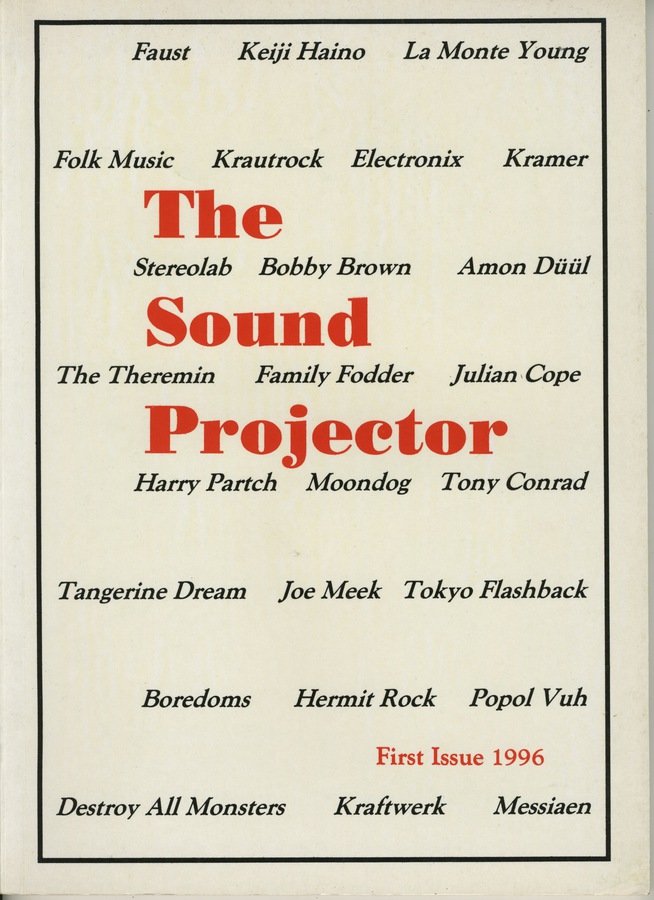 Faust Keiji Haino La Monte Young
Folk Music Krautrock Electronix Kramer
The
Stereolab Bobby Brown Amon Düül
Sound
The Theremin Family Fodder Julian Cope
Projector
Harry Partch Moondog Tony Conrad
Tangerine Dream Joe Meek Tokyo Flashback
Boredoms Hermit Rock Popol Vuh
First Issue 1996
Destroy All Monsters Kraftwerk Messiaen